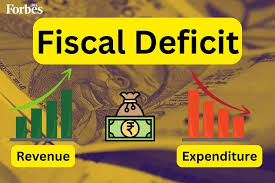 Forbes
Fiscal Deficit
₹
Revenue
Expenditure